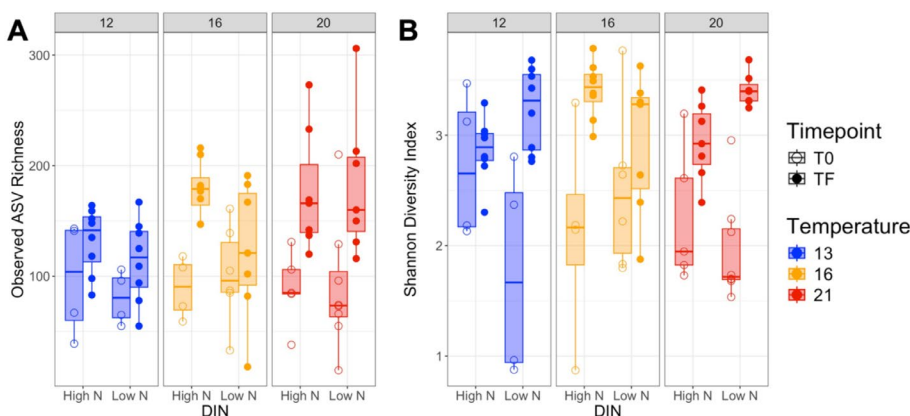 A
B
12 16 20
12 16 20
Observed ASV Richness
300
200
100
High N Low N High N Low N High N Low N
DIN
Shannon Diversity Index
3
2
1
High N Low N High N Low N High N Low N
DIN
Timepoint
T0
TF
Temperature
13
16
21